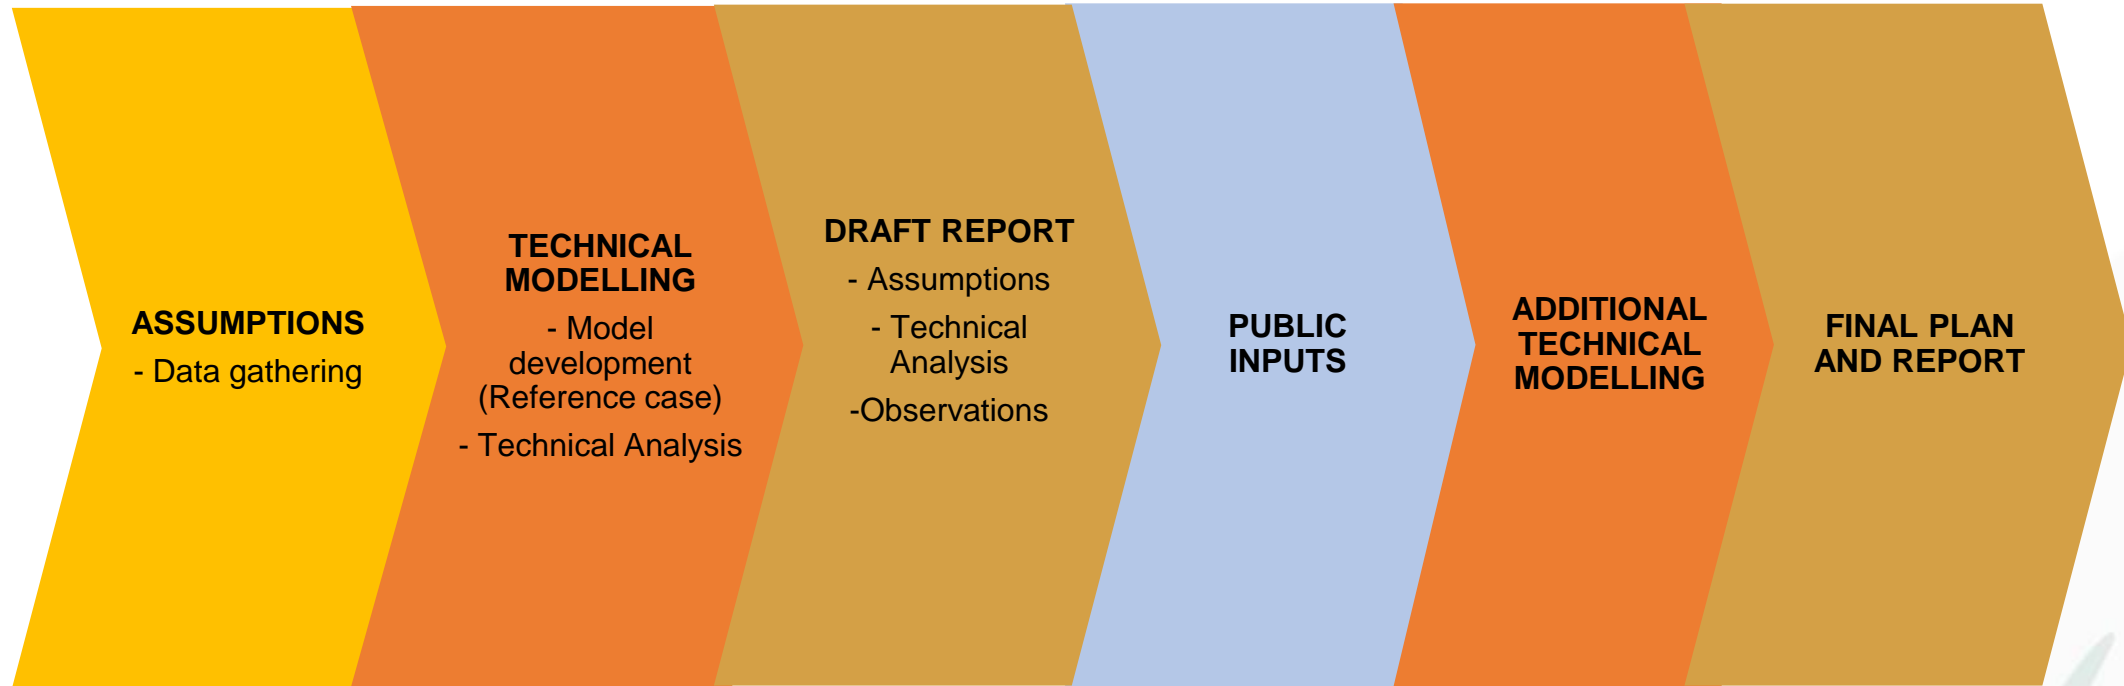 ASSUMPTIONS
- Data gathering
TECHNICAL
MODELLING
- Model
development
(Reference case)
- Technical Analysis
DRAFT REPORT
- Assumptions
- Technical
Analysis
-Observations
PUBLIC
INPUTS
ADDITIONAL
TECHNICAL
MODELLING
FINAL PLAN
AND REPORT